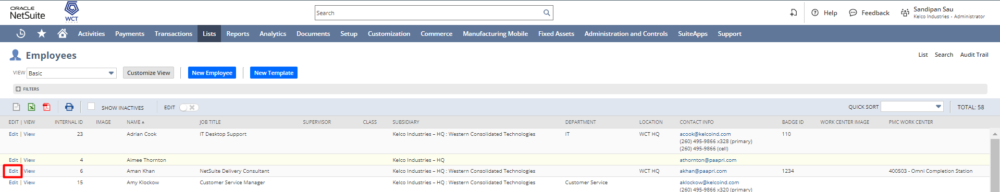 ORACLE
NetSuite
WCT
Search
Help
Feedback
Sandipan Sau
Kelco Industries - Administrator
Activities Payments Transactions Lists Reports Analytics Documents Setup Customization Commerce Manufacturing Mobile Fixed Assets Administration and Controls SuiteApps Support
Employees
List Search Audit Trail
VIEW Basic Customize View New Employee New Template
FILTERS
SHOW INACTIVES EDIT QUICK SORT TOTAL: 58
EDIT | VIEW INTERNAL ID IMAGE NAME JOB TITLE SUPERVISOR CLASS SUBSIDIARY DEPARTMENT LOCATION CONTACT INFO BADGE ID WORK CENTER IMAGE PMC WORK CENTER
Edit | View 23 Adrian Cook IT Desktop Support Kelco Industries – HQ : Western Consolidated Technologies IT WCT HQ acook@kelcoind.com 110
(260) 495-9866 x328 (primary)
(260) 495-9866 (cell)
Edit | View 4 Aimee Thornton Kelco Industries – HQ athornton@paapri.com
Edit | View 6 Aman Khan NetSuite Delivery Consultant Kelco Industries – HQ : Western Consolidated Technologies WCT HQ akhan@paapri.com 1234 400503 - Omni Completion Station
Edit | View 15 Amy Klockow Customer Service Manager Kelco Industries – HQ : Western Consolidated Technologies Customer Service aklockow@kelcoind.com
(260) 495-9866 x320 (primary)